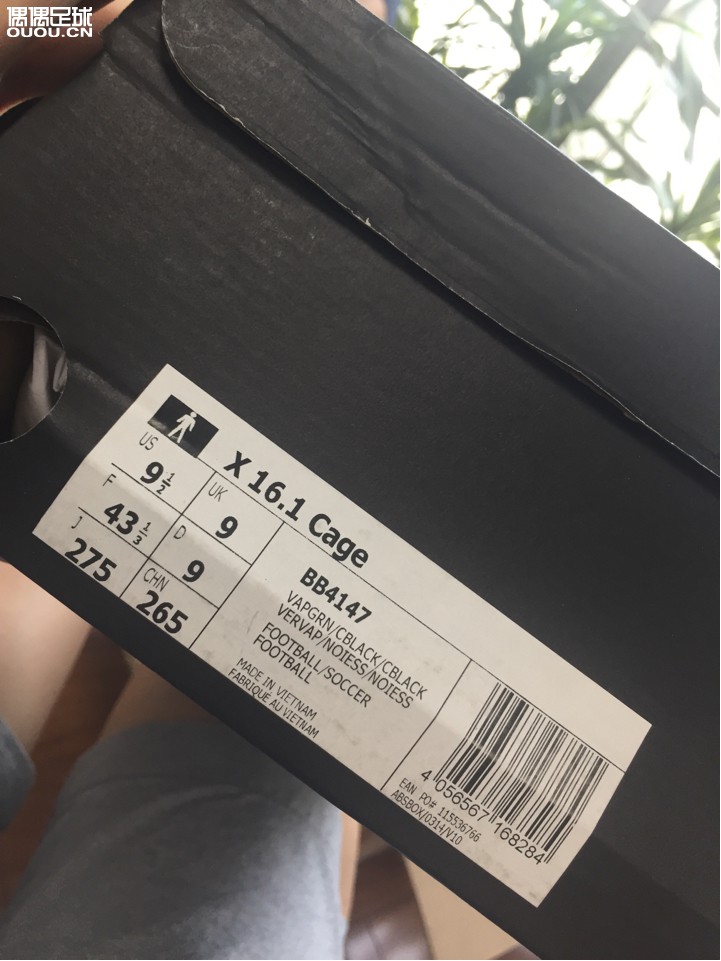 偶偶足球
OUOU.CN
X 16.1 Cage
US
9 1/2
UK
9
F
43 1/3
D
9
J
275
CHN
265
BB4147
VAPGRN/CBLACK/CBLACK
VERVAP/NOIESS/NOIESS
FOOTBALL/SOCCER
FOOTBALL
MADE IN VIETNAM
FABRIQUE AU VIETNAM
4 056567 168284
EAN PO# 115536766
ABSBOX/0314/V10